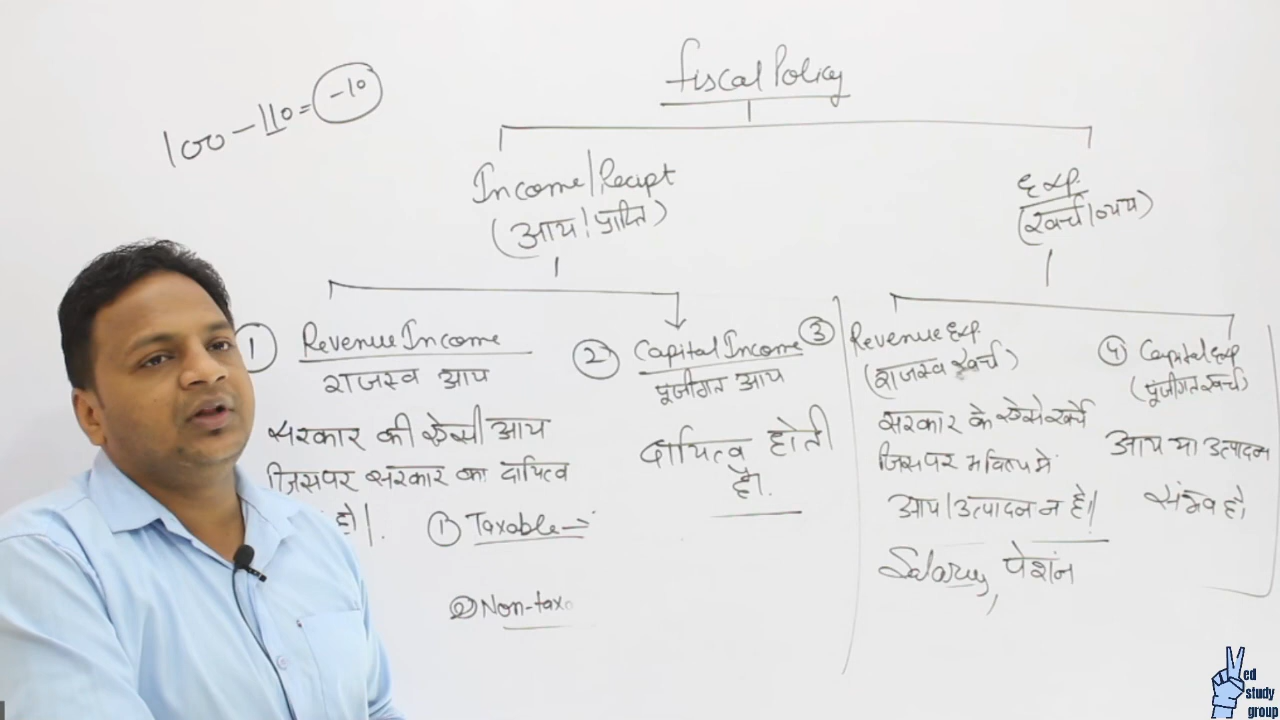 fiscal Policy
100 - 110 = -10
Income/Recipt
(आय/प्राप्ति)
Exp.
(खर्च/व्यय)
1 Revenue Income
राजस्व आय
सरकार की ऐसी आय
जिसपर सरकार का दायित्व
हो।
① Taxable →
② Non-tax
2 Capital Income
पूंजीगत आय
दायित्व होती
है।
3 Revenue Exp.
(राजस्व खर्च)
सरकार के ऐसे खर्चे
जिसपर भविष्य में
आय/उत्पादन न हो।
Salary, पेशंन
4 Capital Exp
(पूंजीगत खर्च)
आय या उत्पादन
संभव हो।
Ved
study
group